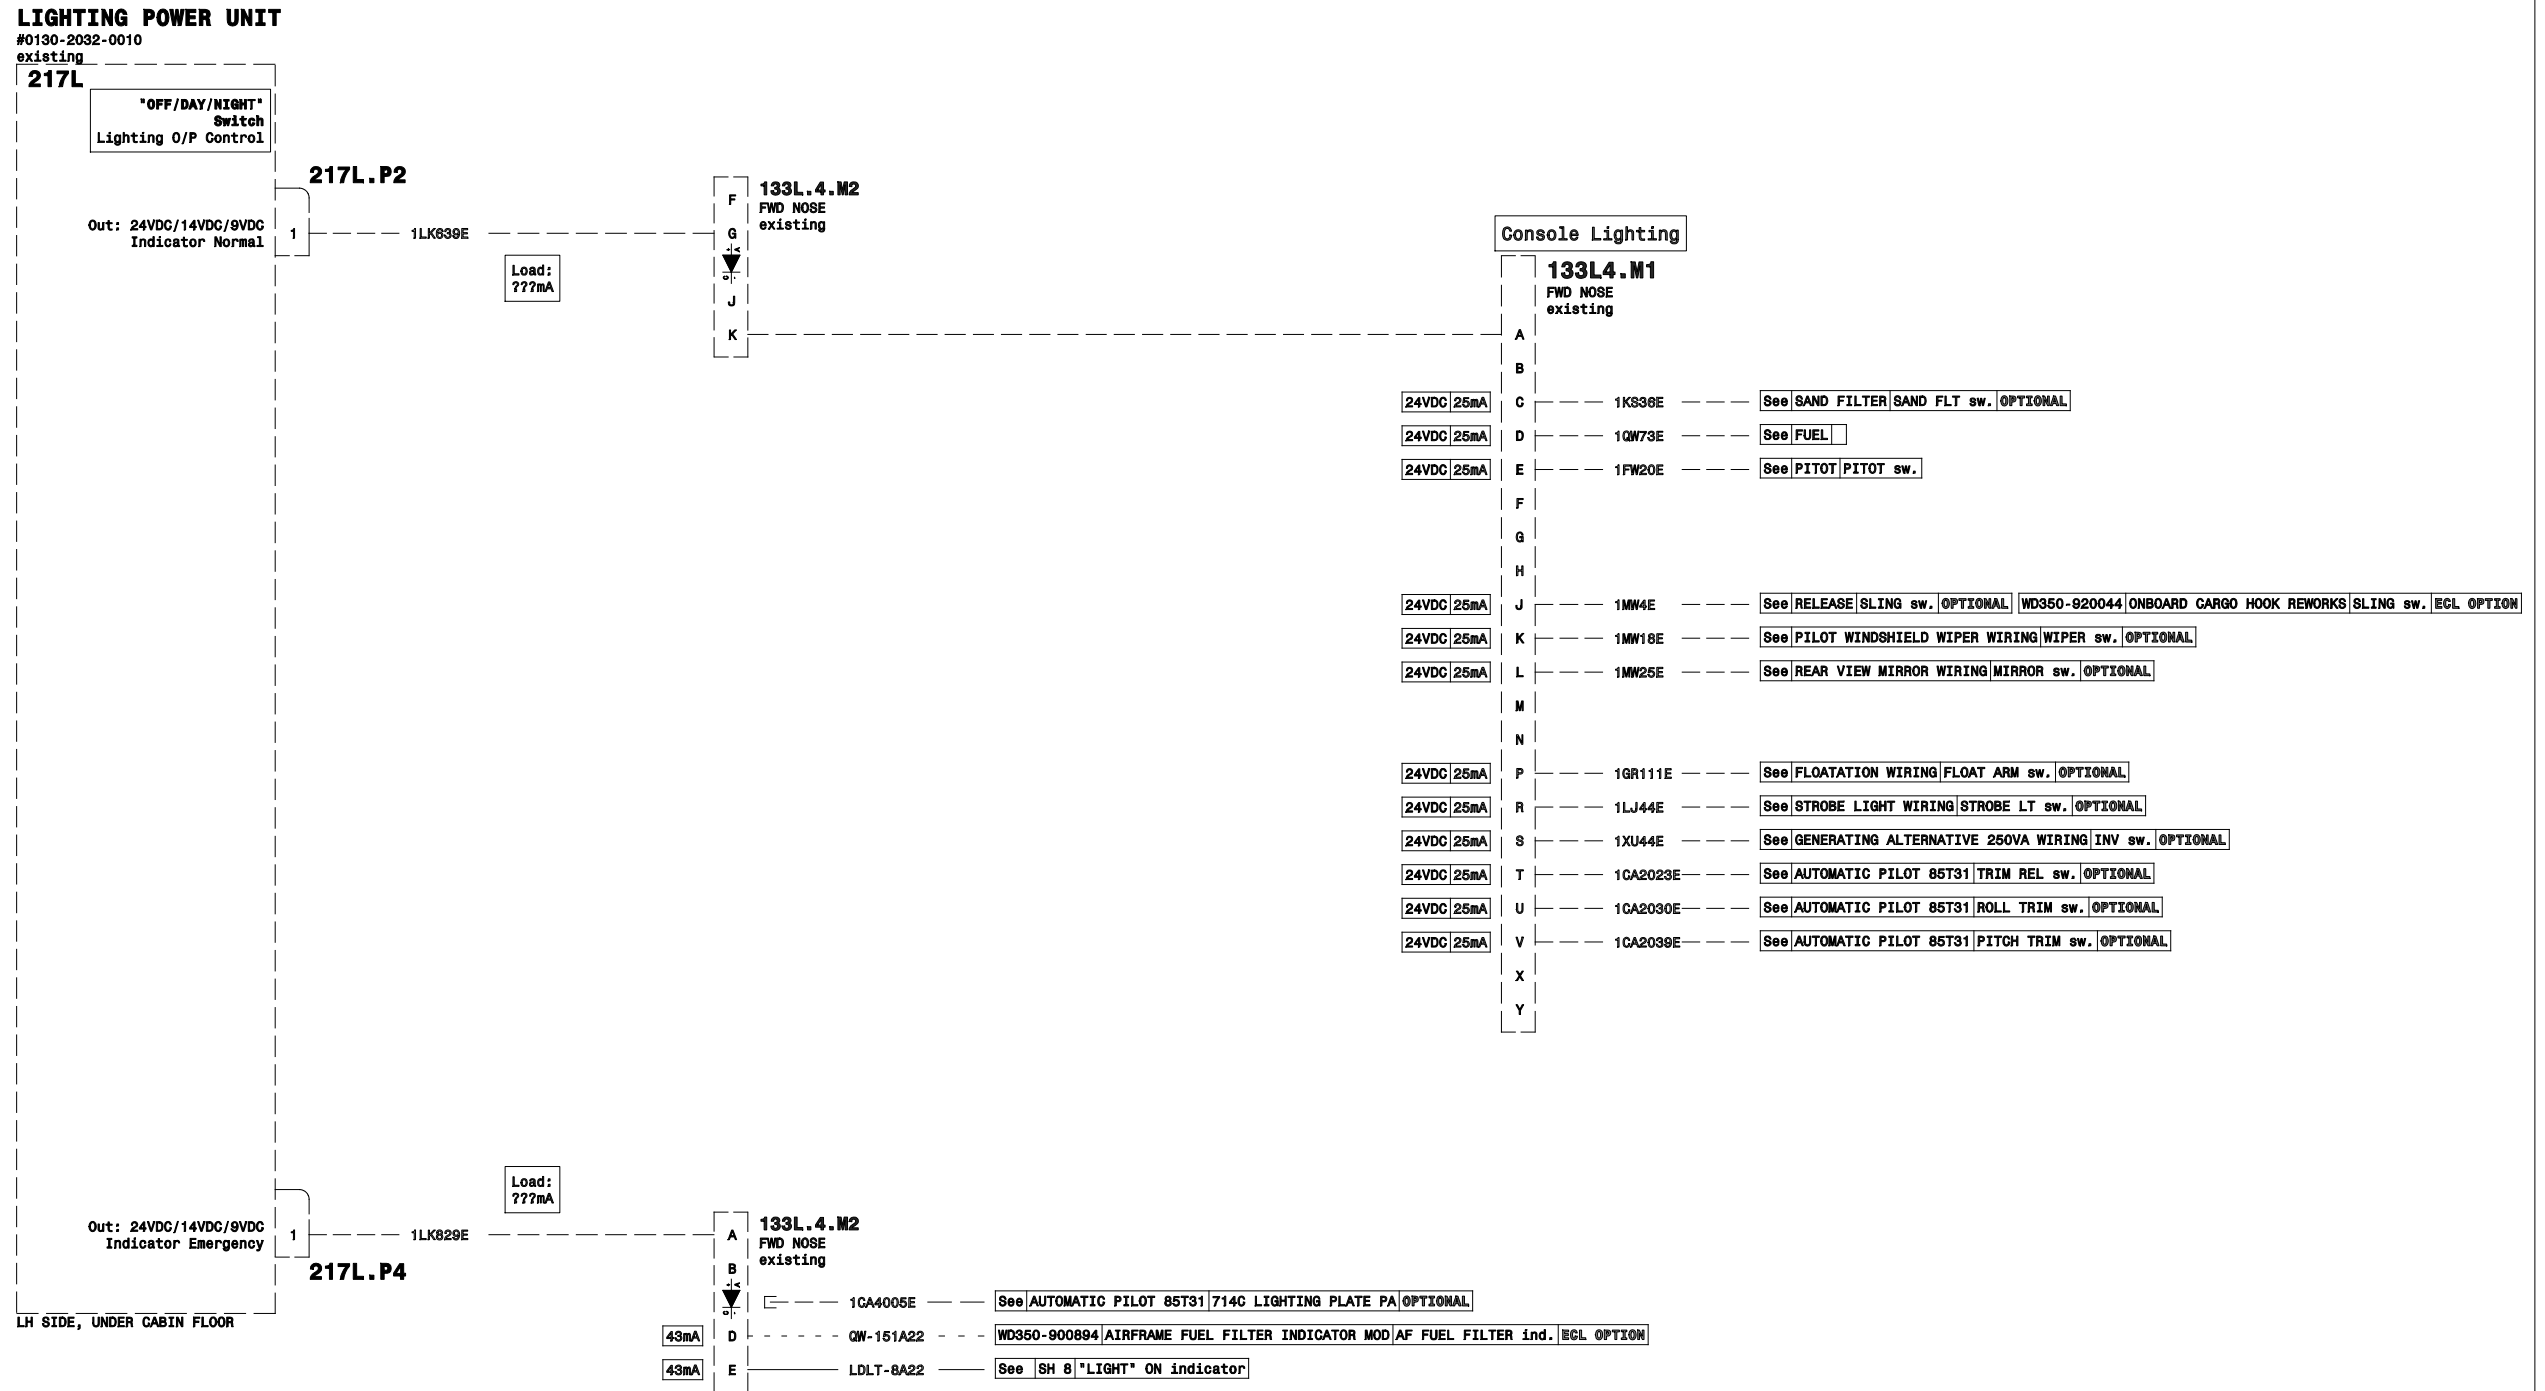 LIGHTING POWER UNIT
#0130-2032-0010
existing
217L
"OFF/DAY/NIGHT"
Switch
Lighting O/P Control
217L.P2
Out: 24VDC/14VDC/9VDC
Indicator Normal
1
1LK639E
Load:
???mA
133L.4.M2
FWD NOSE
existing
F
G
+ A
C -
J
K
Console Lighting
133L4.M1
FWD NOSE
existing
A
B
24VDC 25mA C 1KS36E See SAND FILTER SAND FLT sw. OPTIONAL
24VDC 25mA D 1QW73E See FUEL
24VDC 25mA E 1FW20E See PITOT PITOT sw.
F
G
H
24VDC 25mA J 1MW4E See RELEASE SLING sw. OPTIONAL WD350-920044 ONBOARD CARGO HOOK REWORKS SLING sw. ECL OPTION
24VDC 25mA K 1MW18E See PILOT WINDSHIELD WIPER WIRING WIPER sw. OPTIONAL
24VDC 25mA L 1MW25E See REAR VIEW MIRROR WIRING MIRROR sw. OPTIONAL
M
N
24VDC 25mA P 1GR111E See FLOATATION WIRING FLOAT ARM sw. OPTIONAL
24VDC 25mA R 1LJ44E See STROBE LIGHT WIRING STROBE LT sw. OPTIONAL
24VDC 25mA S 1XU44E See GENERATING ALTERNATIVE 250VA WIRING INV sw. OPTIONAL
24VDC 25mA T 1CA2023E See AUTOMATIC PILOT 85T31 TRIM REL sw. OPTIONAL
24VDC 25mA U 1CA2030E See AUTOMATIC PILOT 85T31 ROLL TRIM sw. OPTIONAL
24VDC 25mA V 1CA2039E See AUTOMATIC PILOT 85T31 PITCH TRIM sw. OPTIONAL
X
Y
Load:
???mA
Out: 24VDC/14VDC/9VDC
Indicator Emergency
1
1LK829E
217L.P4
LH SIDE, UNDER CABIN FLOOR
133L.4.M2
FWD NOSE
existing
A
B
+ A
C -
1CA4005E See AUTOMATIC PILOT 85T31 714C LIGHTING PLATE PA OPTIONAL
43mA D QW-151A22 WD350-900894 AIRFRAME FUEL FILTER INDICATOR MOD AF FUEL FILTER ind. ECL OPTION
43mA E LDLT-8A22 See SH 8 "LIGHT" ON indicator